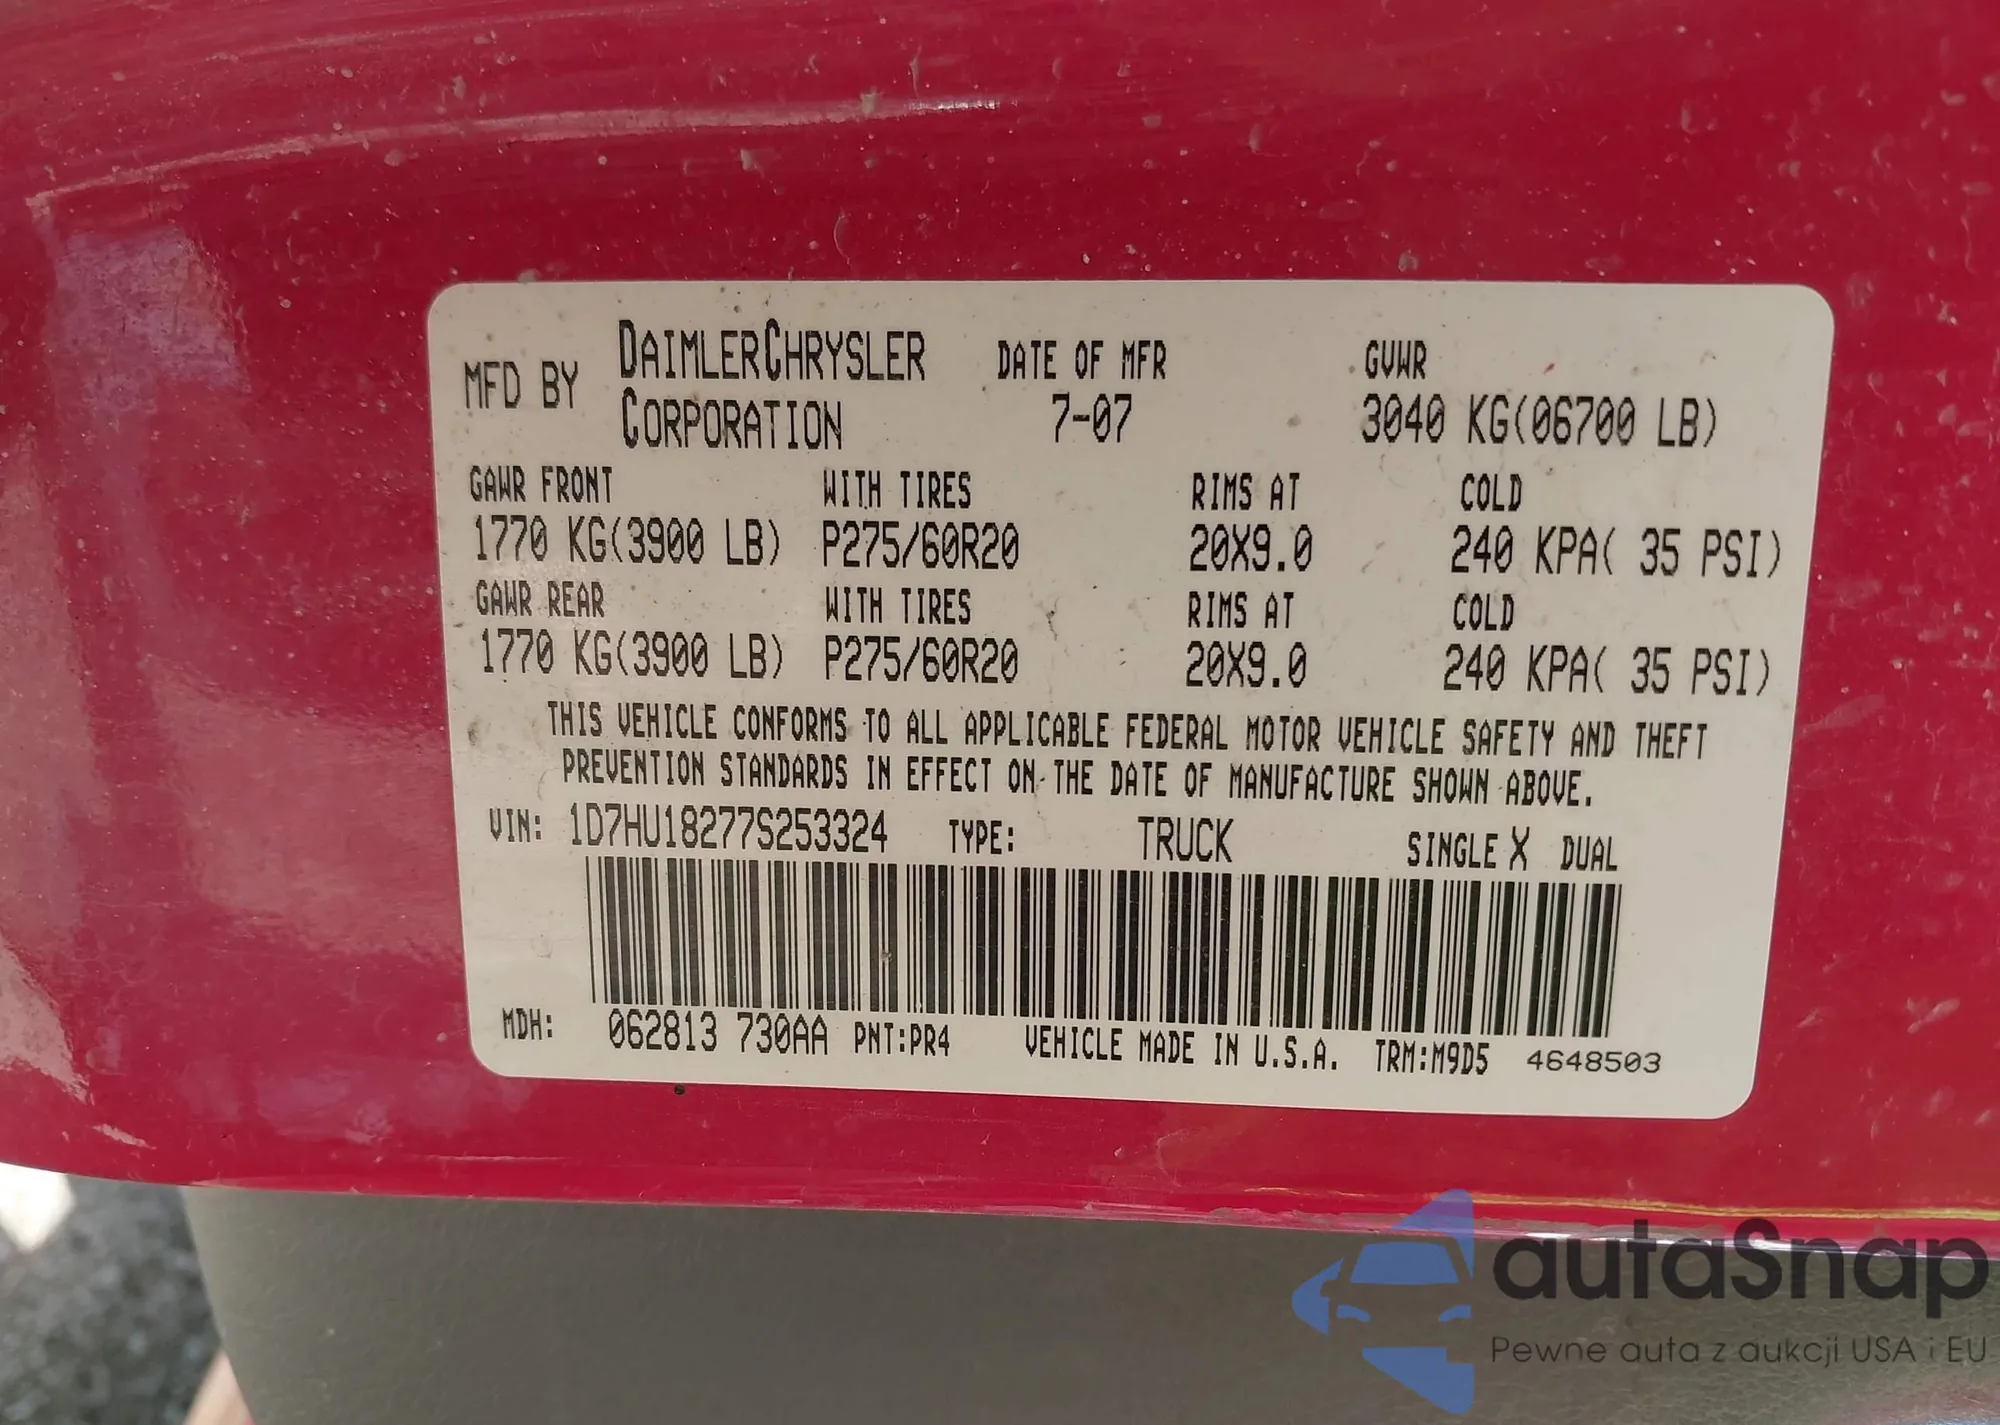 MFD BY DAIMLERCHRYSLER CORPORATION DATE OF MFR 7-07 GVWR 3040 KG(06700 LB)
GAWR FRONT WITH TIRES RIMS AT COLD
1770 KG(3900 LB) P275/60R20 20X9.0 240 KPA( 35 PSI)
GAWR REAR WITH TIRES RIMS AT COLD
1770 KG(3900 LB) P275/60R20 20X9.0 240 KPA( 35 PSI)
THIS VEHICLE CONFORMS TO ALL APPLICABLE FEDERAL MOTOR VEHICLE SAFETY AND THEFT
PREVENTION STANDARDS IN EFFECT ON THE DATE OF MANUFACTURE SHOWN ABOVE.
VIN: 1D7HU18277S253324 TYPE: TRUCK SINGLE X DUAL
MDH: 062813 730AA PNT:PR4 VEHICLE MADE IN U.S.A. TRM:M9D5 4648503
autaSnap
Pewne auta z aukcji USA i EU